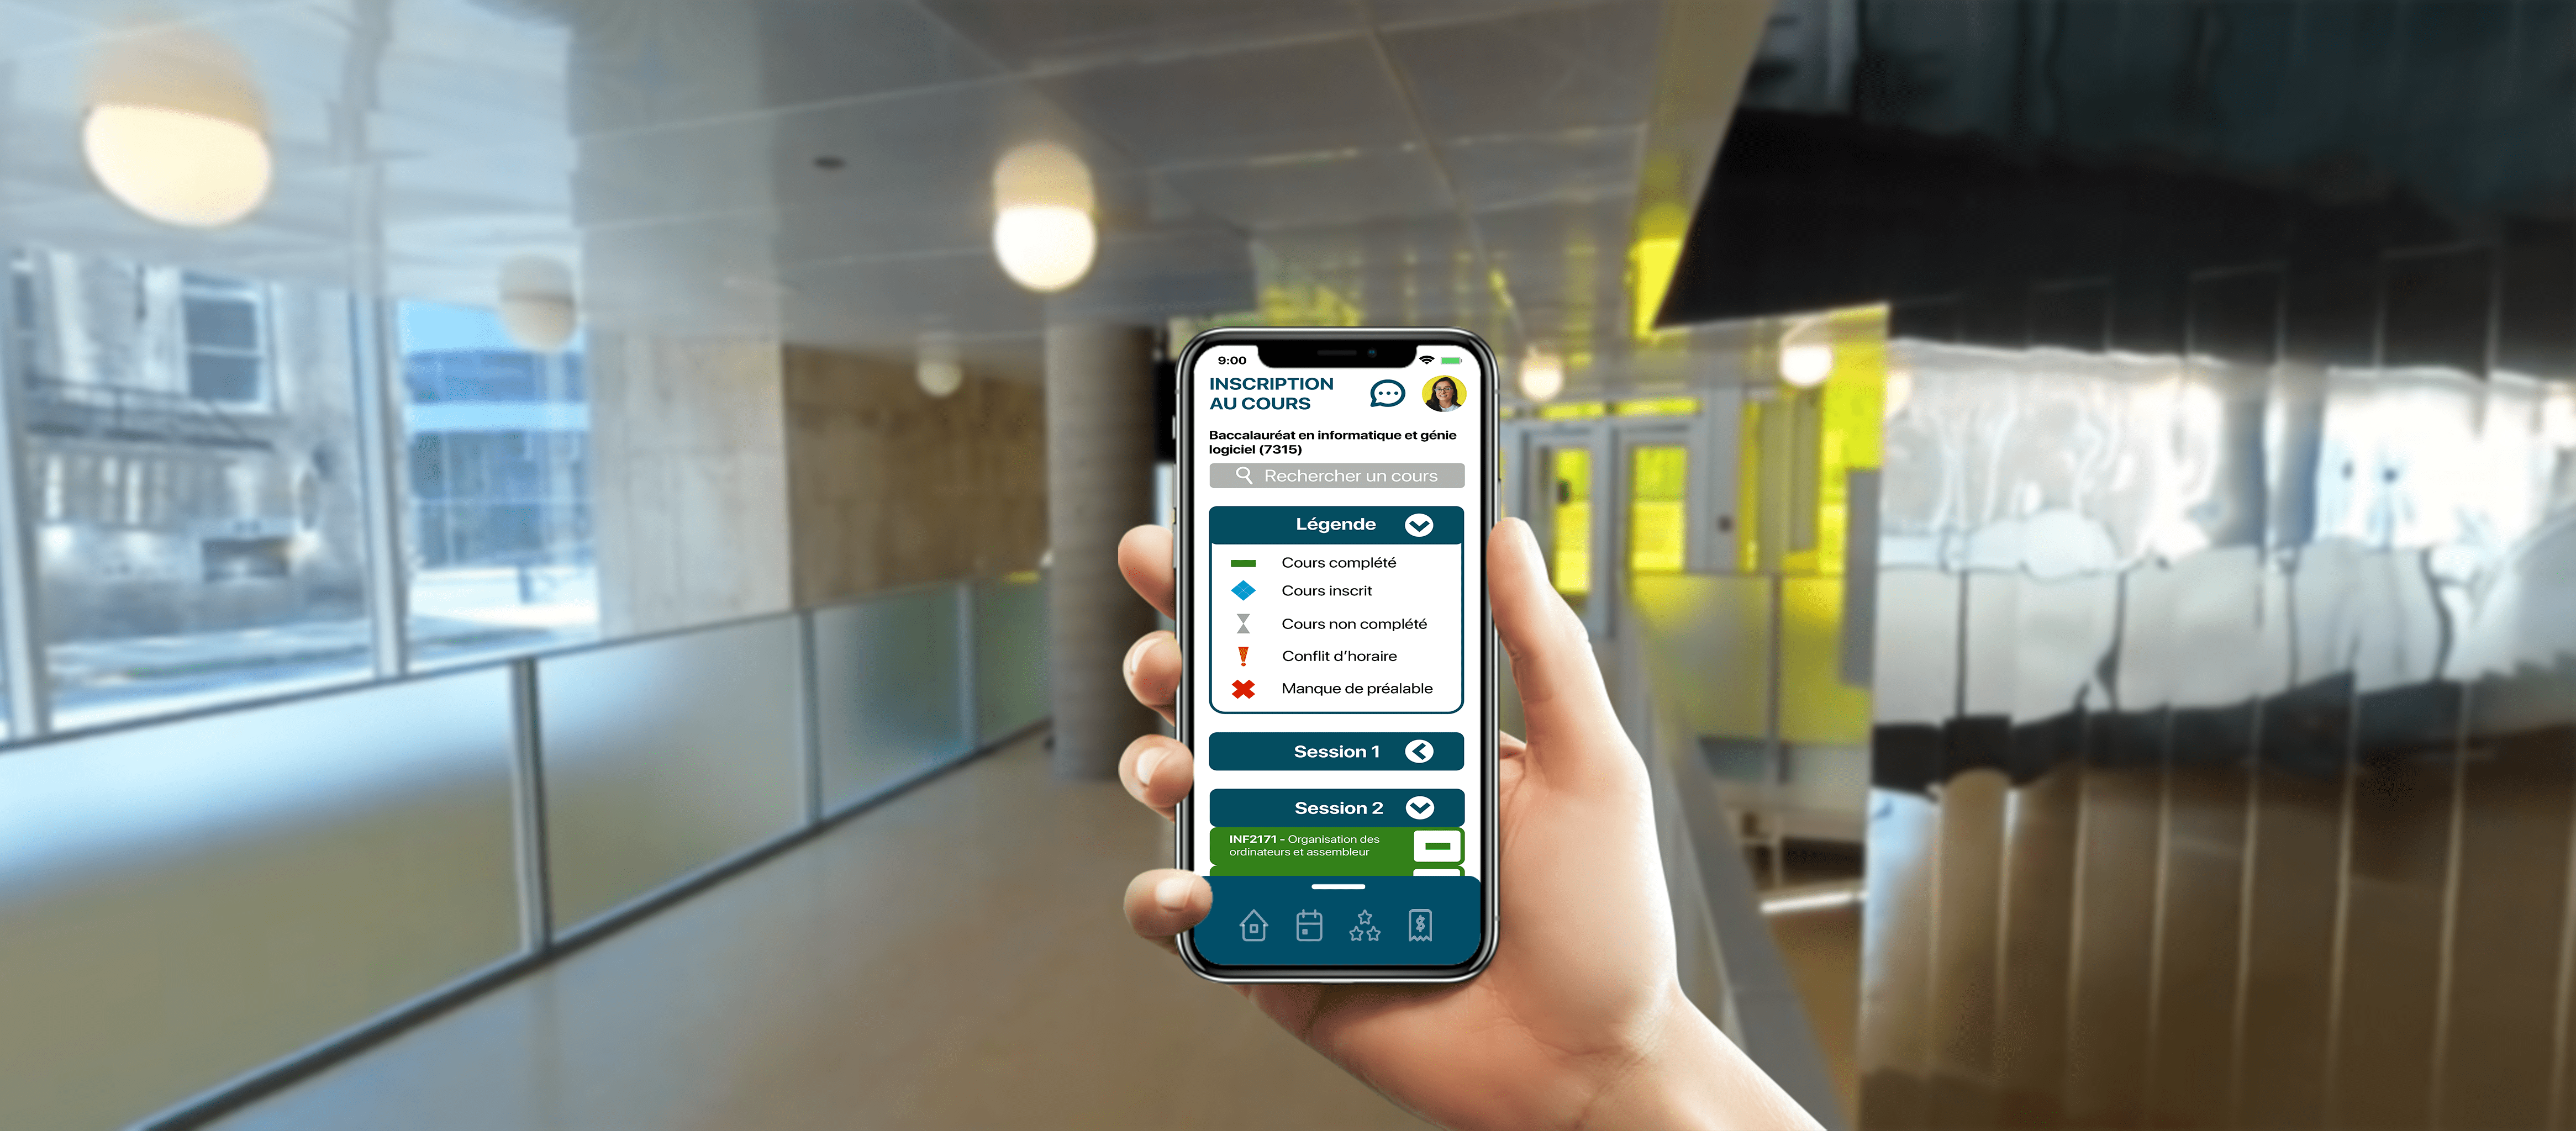 9:00
INSCRIPTION
AU COURS
Baccalauréat en informatique et génie
logiciel (7315)
Rechercher un cours
Légende
Cours complété
Cours inscrit
Cours non complété
Conflit d'horaire
Manque de préalable
Session 1
Session 2
INF2171 - Organisation des
ordinateurs et assembleur